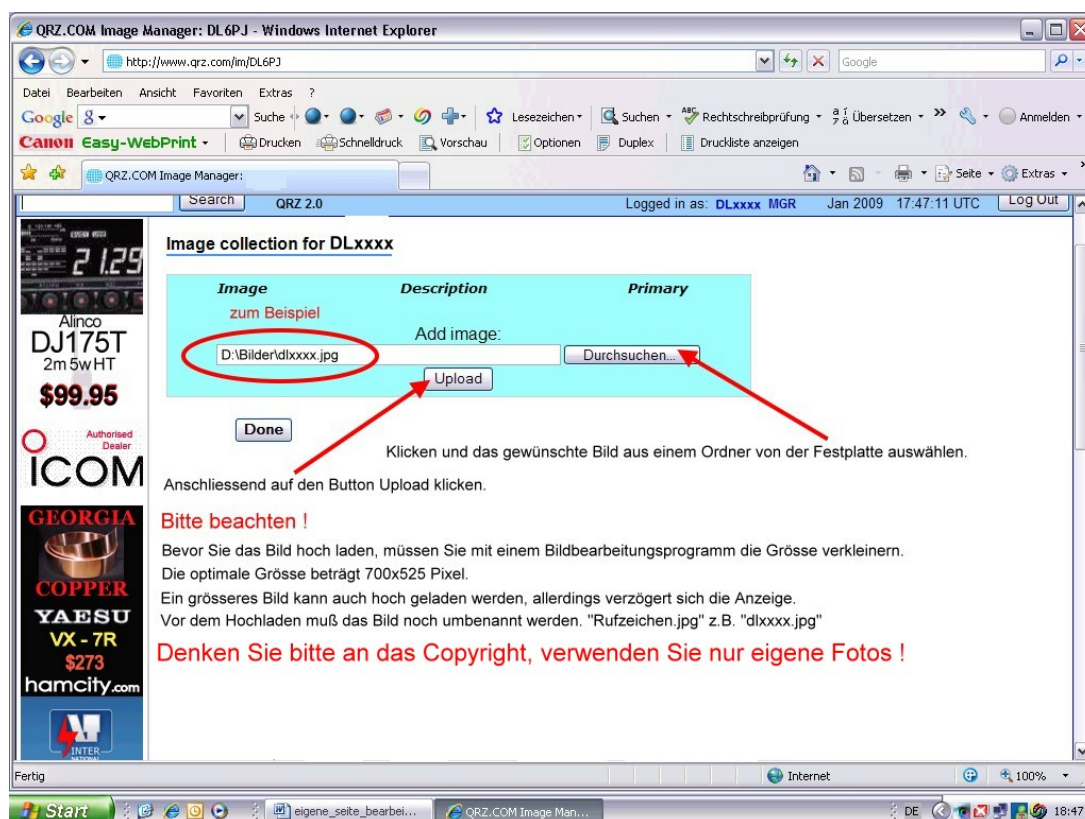 QRZ.COM Image Manager: DL6PJ - Windows Internet Explorer
http://www.qrz.com/im/DL6PJ
Google
Datei Bearbeiten Ansicht Favoriten Extras ?
Google Suche Lesezeichen Suchen Rechtschreibprüfung Übersetzen Anmelden
Canon Easy-WebPrint Drucken Schnelldruck Vorschau Optionen Duplex Druckliste anzeigen
QRZ.COM Image Manager: Seite Extras
Search QRZ 2.0 Logged in as: DLxxxx MGR Jan 2009 17:47:11 UTC Log Out
Image collection for DLxxxx
Image Description Primary
zum Beispiel
Add image:
D:\Bilder\dlxxxx.jpg Durchsuchen...
Upload
Done
Klicken und das gewünschte Bild aus einem Ordner von der Festplatte auswählen.
Anschliessend auf den Button Upload klicken.
Bitte beachten !
Bevor Sie das Bild hoch laden, müssen Sie mit einem Bildbearbeitungsprogramm die Grösse verkleinern.
Die optimale Grösse beträgt 700x525 Pixel.
Ein grösseres Bild kann auch hoch geladen werden, allerdings verzögert sich die Anzeige.
Vor dem Hochladen muß das Bild noch umbenannt werden. "Rufzeichen.jpg" z.B. "dlxxxx.jpg"
Denken Sie bitte an das Copyright, verwenden Sie nur eigene Fotos !
21.29
Alinco
DJ175T
2m 5w HT
$99.95
Authorised
Dealer
ICOM
GEORGIA
COPPER
YAESU
VX - 7R
$273
hamcity.com
INTER
NATIONAL
Fertig Internet 100%
Start eigene_seite_bearbei... QRZ.COM Image Man... DE 18:47